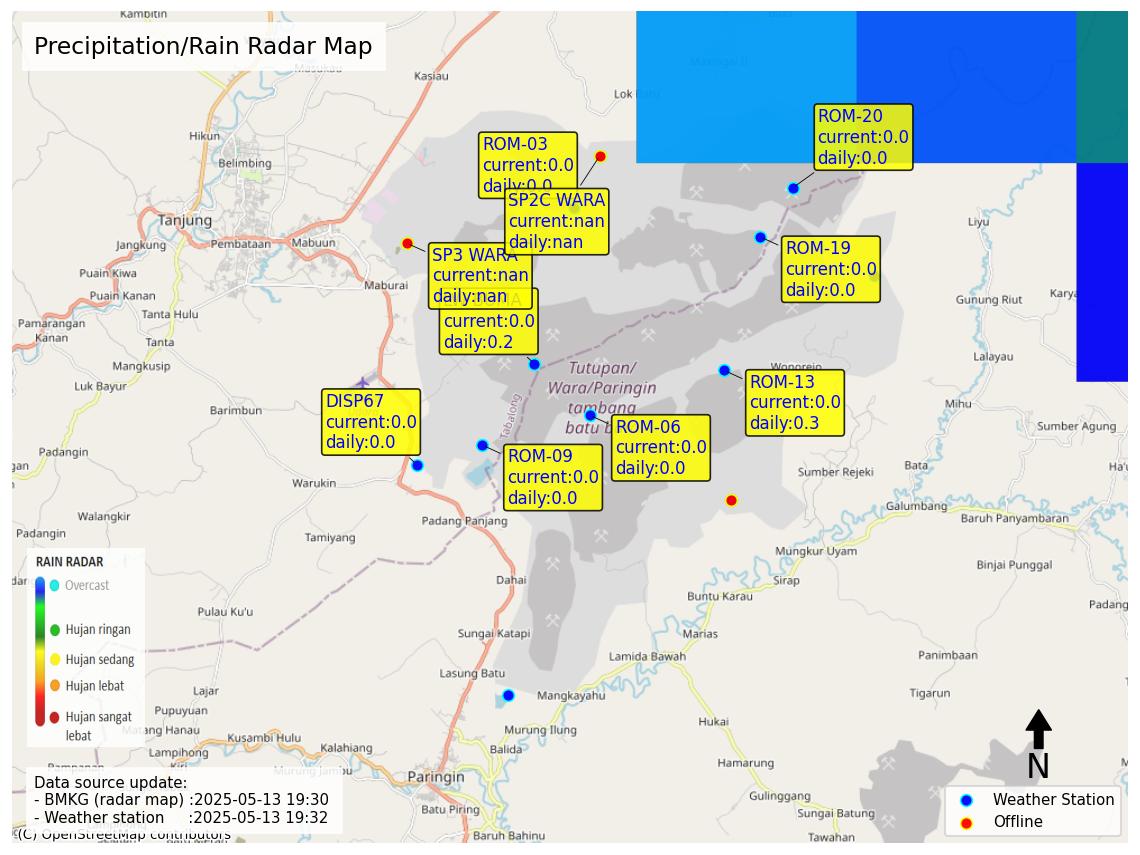 Precipitation/Rain Radar Map
Kambitin
Kasiau
Hikun
Belimbing
Tanjung
Jangkung
Pembataan
Mabuun
Maburai
Puain Kiwa
Puain Kanan
Tanta Hulu
Pamarangan
Kanan
Tanta
Mangkusip
Luk Bayur
Barimbun
Padangin
Warukin
Walangkir
Padangin
Tamiyang
Padang Panjang
Dahai
Pulau Ku'u
Sungai Katapi
Lasung Batu
Lajar
Pupuyuan
Matang Hanau
Lampihong
Kusambi Hulu
Kalahiang
Murung Jambu
Paringin
Batu Piring
Baruh Bahinu
Balida
Murung Ilung
Mangkayahu
Lamida Bawah
Marias
Buntu Karau
Sirap
Mungkur Uyam
Galumbang
Baruh Panyambaran
Binjai Punggal
Panimbaan
Tigarun
Hukai
Hamarung
Gulinggang
Sungai Batung
Tawahan
Padang
Sumber Rejeki
Bata
Sumber Agung
Mihu
Lalayau
Gunung Riut
Liyu
Wonorejo
Tabalong
Tutupan/
Wara/Paringin
tambang
ROM-03
current:0.0
daily:0.0
SP2C WARA
current:nan
daily:nan
SP3 WARA
current:nan
daily:nan
current:0.0
daily:0.2
ROM-20
current:0.0
daily:0.0
ROM-19
current:0.0
daily:0.0
ROM-13
current:0.0
daily:0.3
ROM-06
current:0.0
daily:0.0
ROM-09
current:0.0
daily:0.0
DISP67
current:0.0
daily:0.0
RAIN RADAR
Overcast
Hujan ringan
Hujan sedang
Hujan lebat
Hujan sangat
lebat
Data source update:
- BMKG (radar map) :2025-05-13 19:30
- Weather station :2025-05-13 19:32
(C) OpenStreetMap contributors
N
Weather Station
Offline